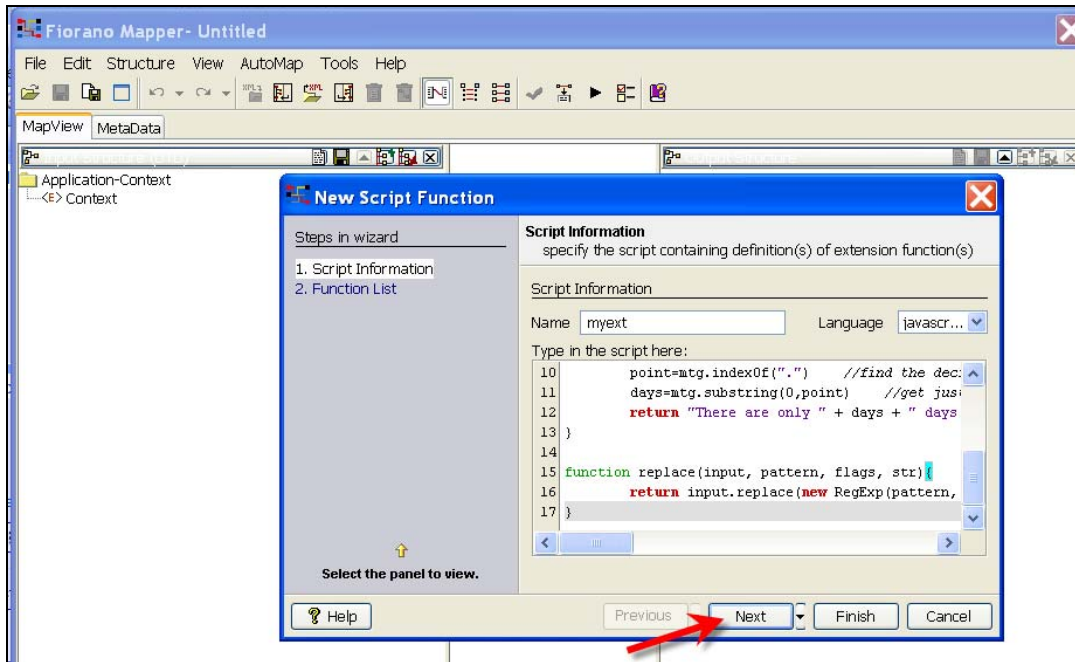 Fiorano Mapper- Untitled
File Edit Structure View AutoMap Tools Help
MapView MetaData
Application-Context
<E> Context
New Script Function
Steps in wizard
1. Script Information
2. Function List
Select the panel to view.
Script Information
specify the script containing definition(s) of extension function(s)
Script Information
Name myext Language javascr...
Type in the script here:
10 point=mtg.indexOf(".") //find the dec
11 days=mtg.substring(0,point) //get jus
12 return "There are only " + days + " days
13 }
14
15 function replace(input, pattern, flags, str){
16 return input.replace(new RegExp(pattern,
17 }
Help Previous Next Finish Cancel